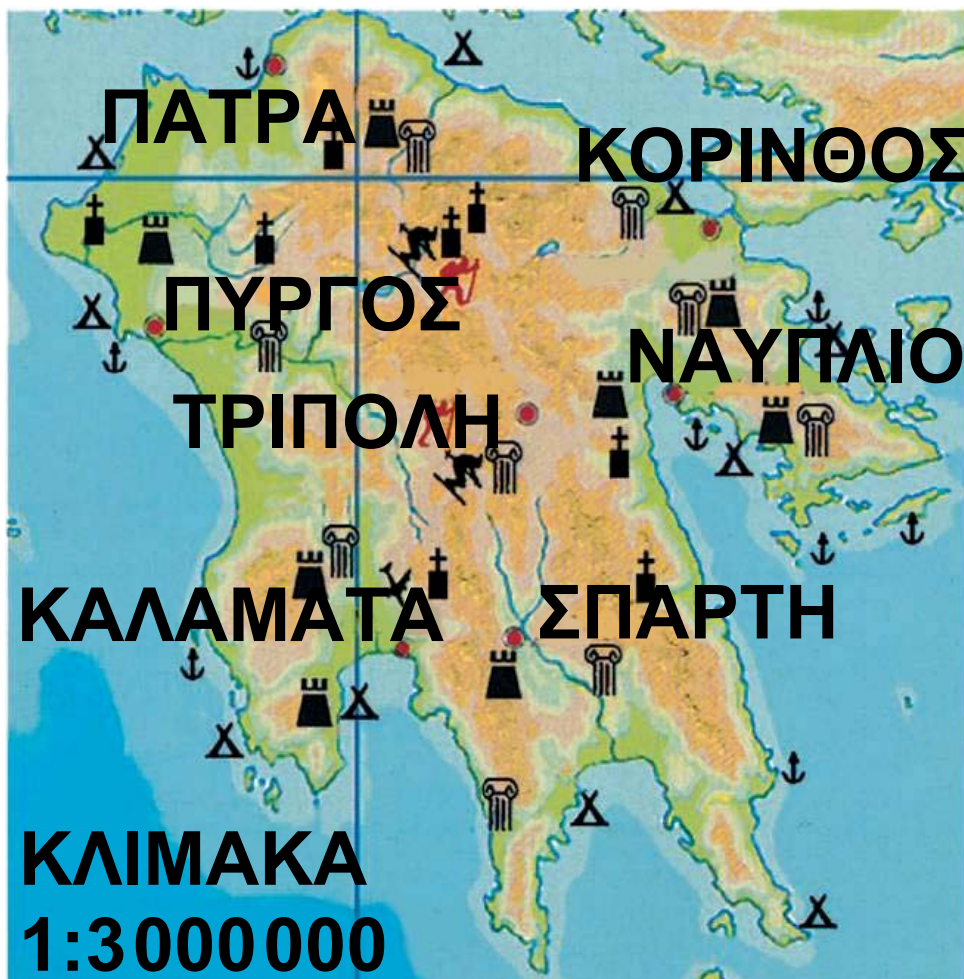 ΠΑΤΡΑ
ΚΟΡΙΝΘΟΣ
ΠΥΡΓΟΣ
ΝΑΥΠΛΙΟ
ΤΡΙΠΟΛΗ
ΚΑΛΑΜΑΤΑ
ΣΠΑΡΤΗ
ΚΛΙΜΑΚΑ
1:3000000